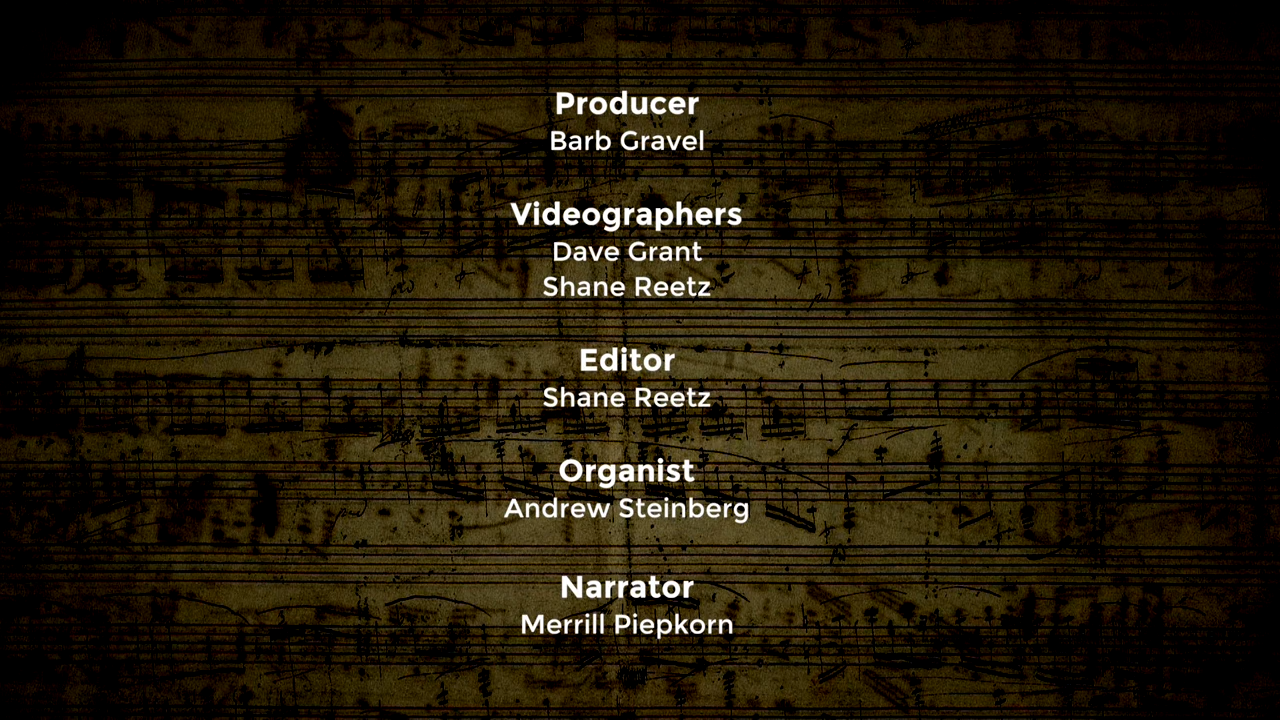 Producer
Barb Gravel
Videographers
Dave Grant
Shane Reetz
Editor
Shane Reetz
Organist
Andrew Steinberg
Narrator
Merrill Piepkorn